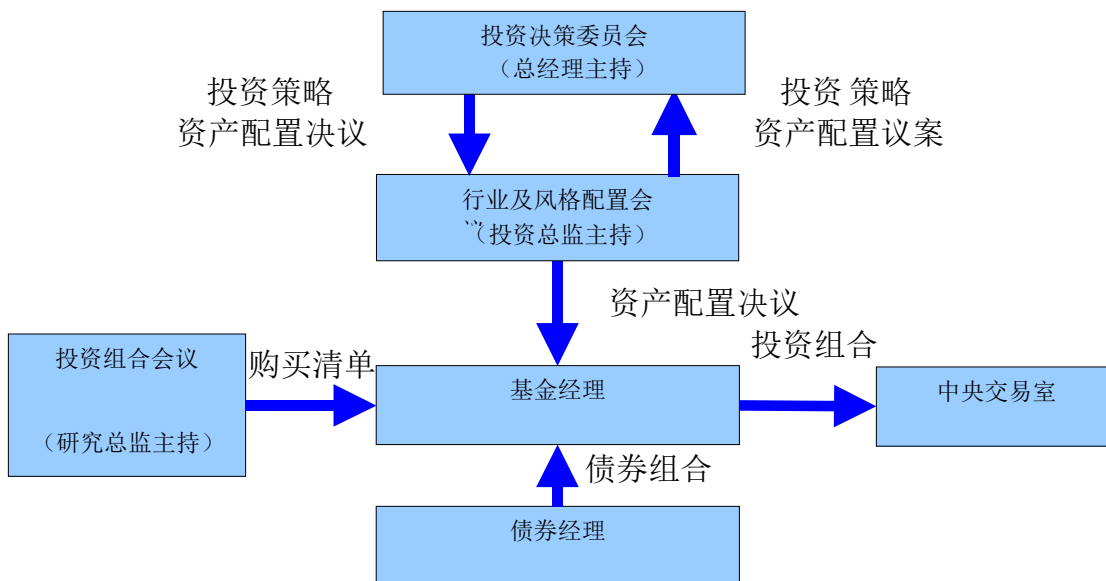 投资决策委员会
（总经理主持）
投资策略
资产配置决议
投资 策略
资产配置议案
行业及风格配置会
（投资总监主持）
资产配置决议
投资组合会议
（研究总监主持）
购买清单
基金经理
投资组合
中央交易室
债券组合
债券经理